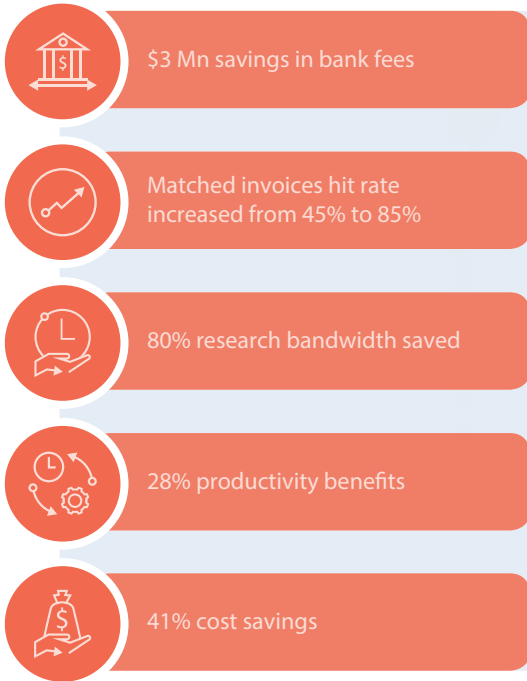 $
$3 Mn savings in bank fees
Matched invoices hit rate
increased from 45% to 85%
80% research bandwidth saved
28% productivity benefits
$
41% cost savings